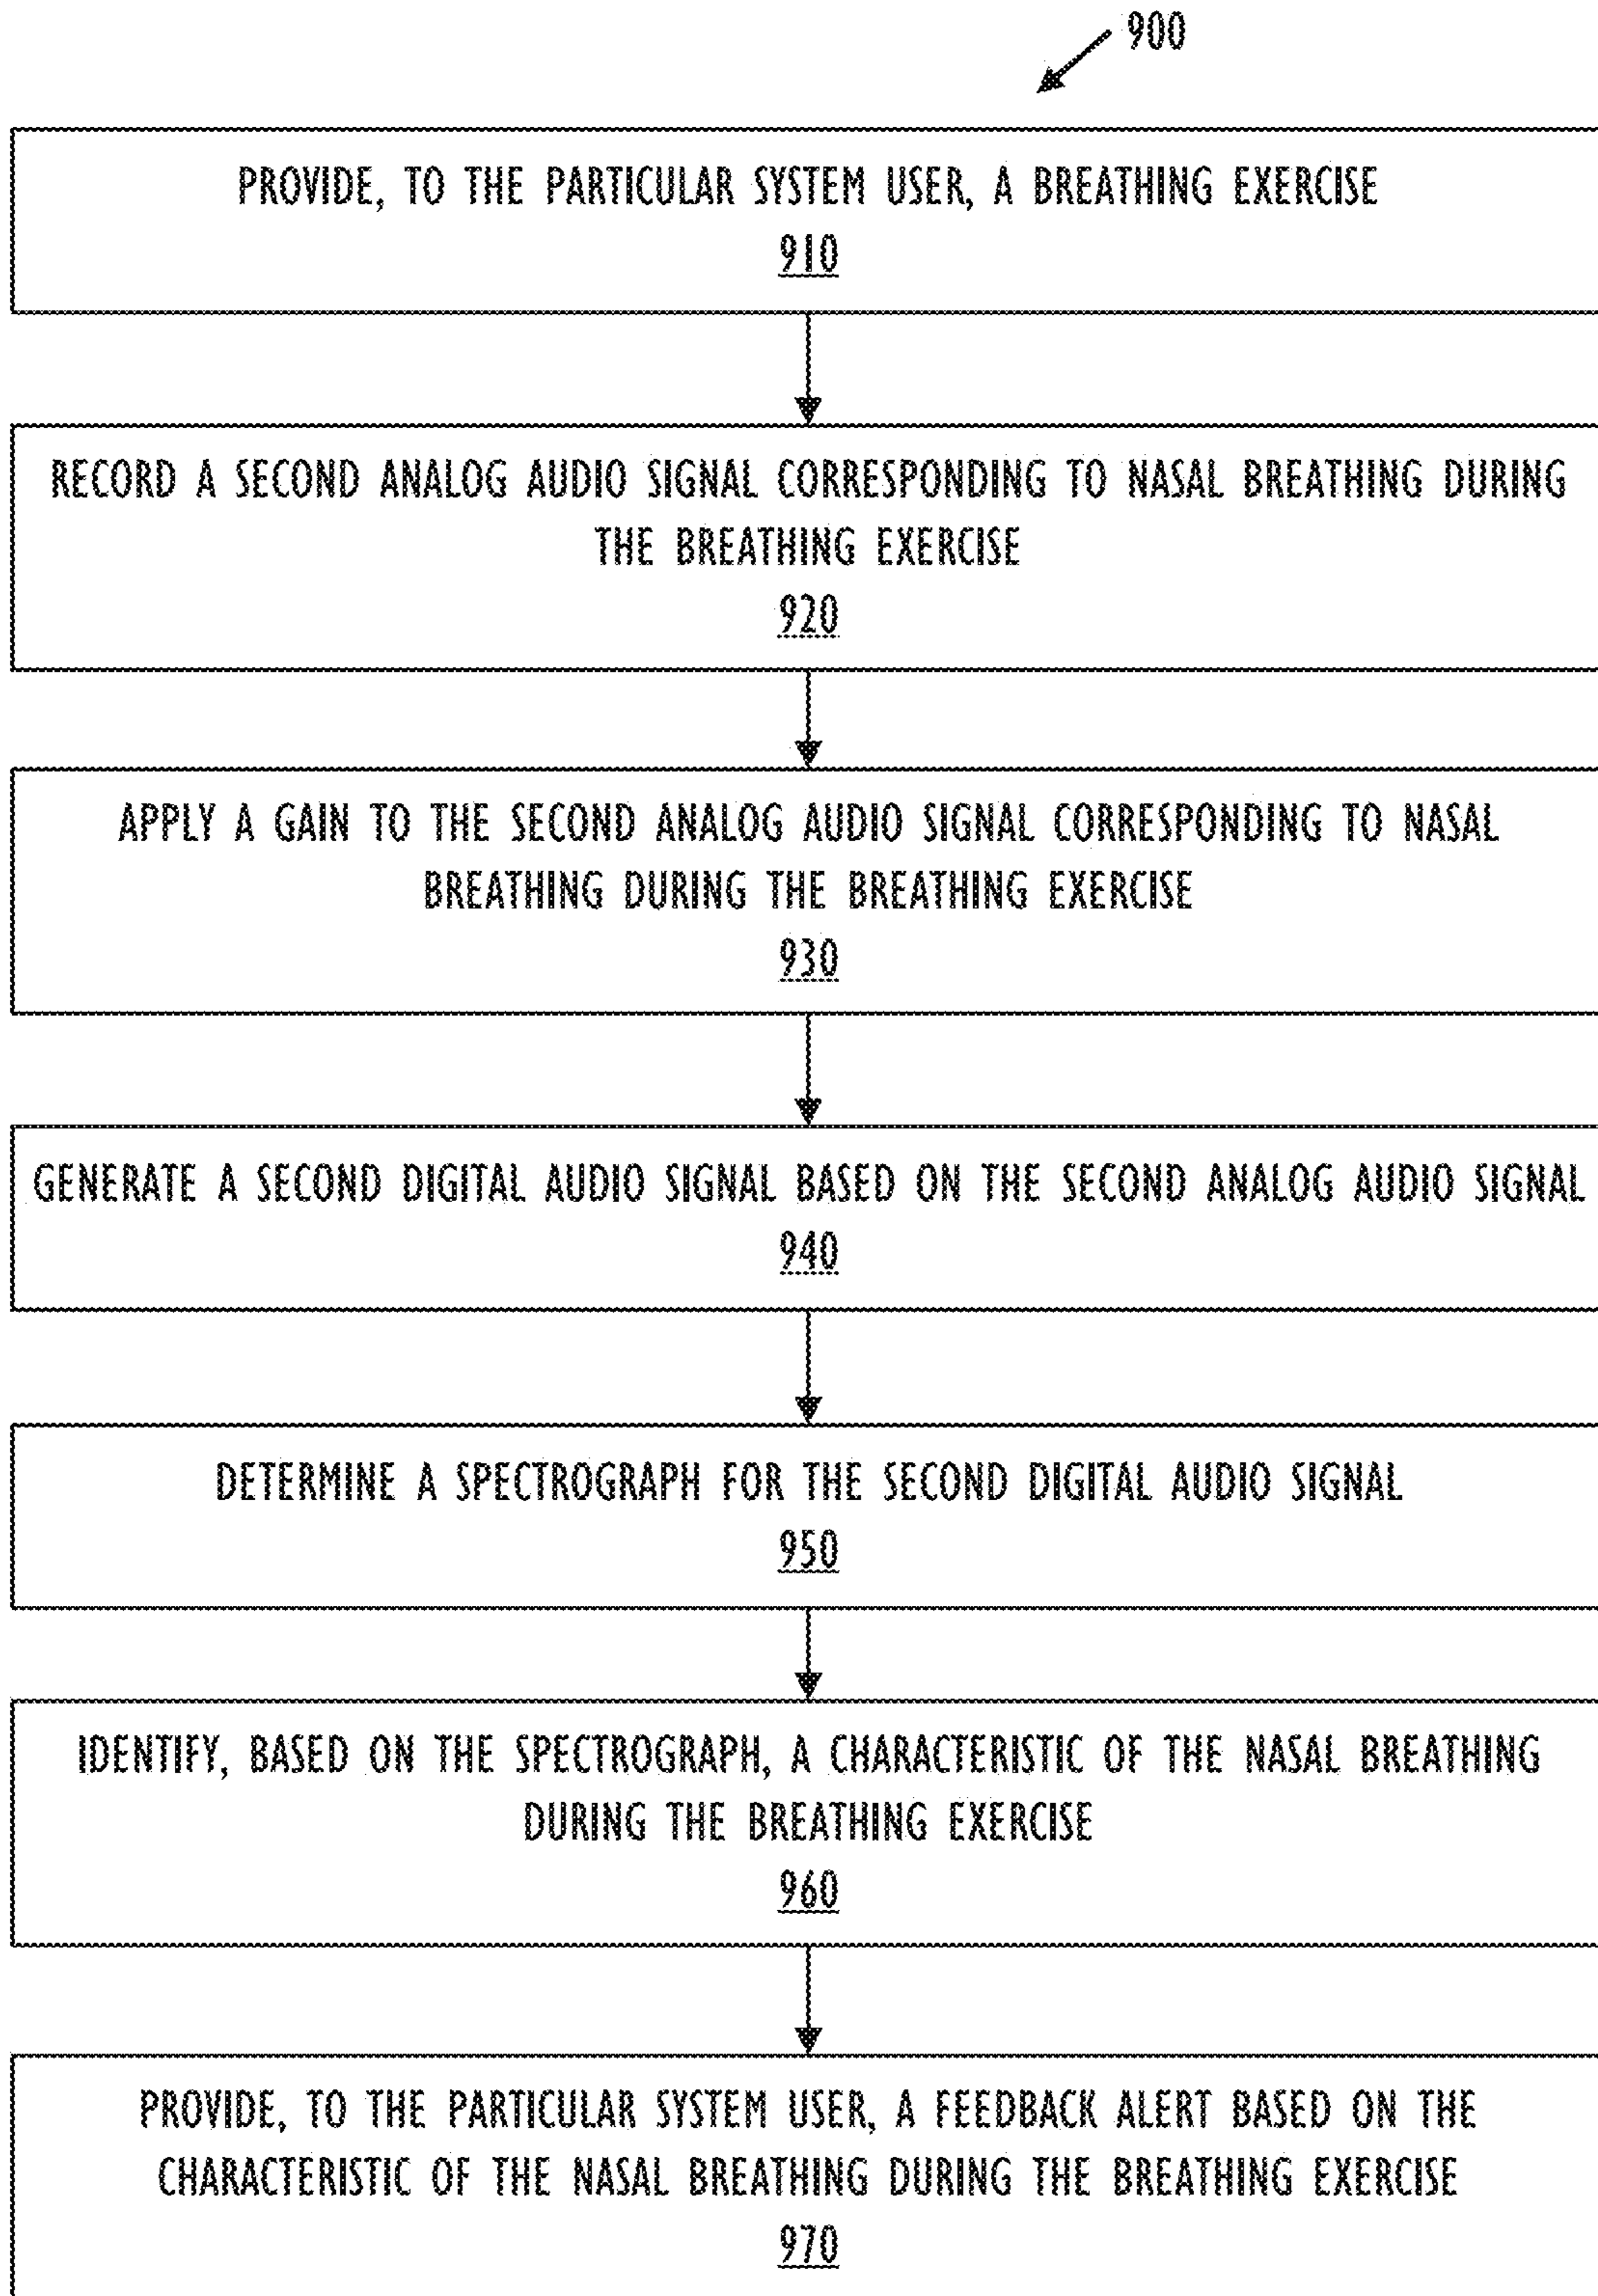 900
PROVIDE, TO THE PARTICULAR SYSTEM USER, A BREATHING EXERCISE
910
RECORD A SECOND ANALOG AUDIO SIGNAL CORRESPONDING TO NASAL BREATHING DURING
THE BREATHING EXERCISE
920
APPLY A GAIN TO THE SECOND ANALOG AUDIO SIGNAL CORRESPONDING TO NASAL
BREATHING DURING THE BREATHING EXERCISE
930
GENERATE A SECOND DIGITAL AUDIO SIGNAL BASED ON THE SECOND ANALOG AUDIO SIGNAL
940
DETERMINE A SPECTROGRAPH FOR THE SECOND DIGITAL AUDIO SIGNAL
950
IDENTIFY, BASED ON THE SPECTROGRAPH, A CHARACTERISTIC OF THE NASAL BREATHING
DURING THE BREATHING EXERCISE
960
PROVIDE, TO THE PARTICULAR SYSTEM USER, A FEEDBACK ALERT BASED ON THE
CHARACTERISTIC OF THE NASAL BREATHING DURING THE BREATHING EXERCISE
970